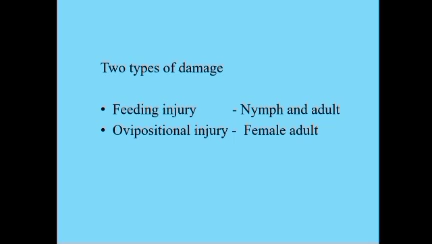 Two types of damage
• Feeding injury - Nymph and adult
• Ovipositional injury - Female adult